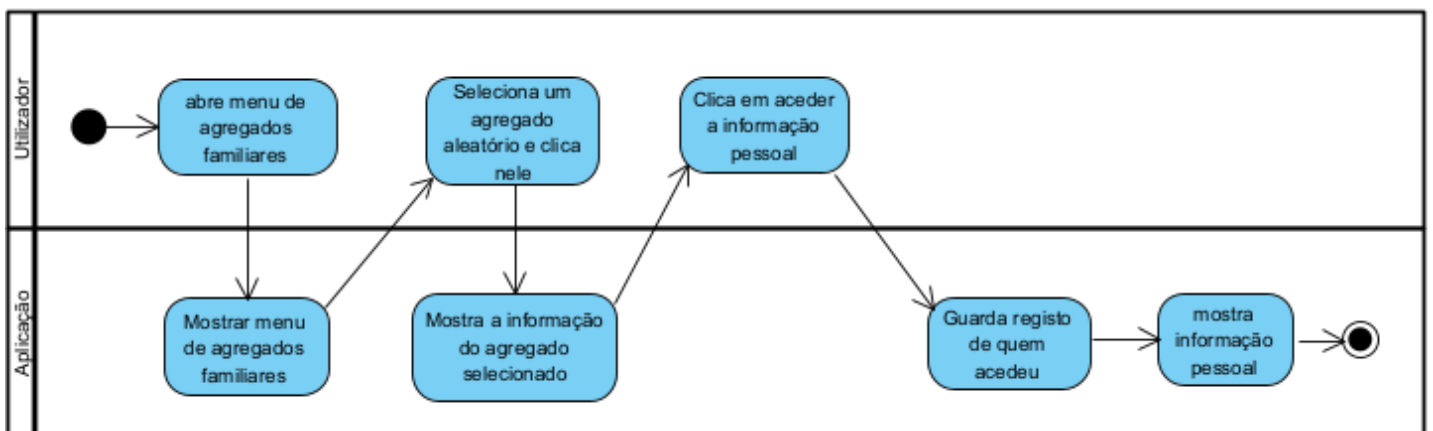 Utilizador
abre menu de
agregados
familiares
Seleciona um
agregado
aleatório e clica
nele
Clica em aceder
a informação
pessoal
Aplicação
Mostrar menu
de agregados
familiares
Mostra a informação
do agregado
selecionado
Guarda registo
de quem
acedeu
mostra
informação
pessoal